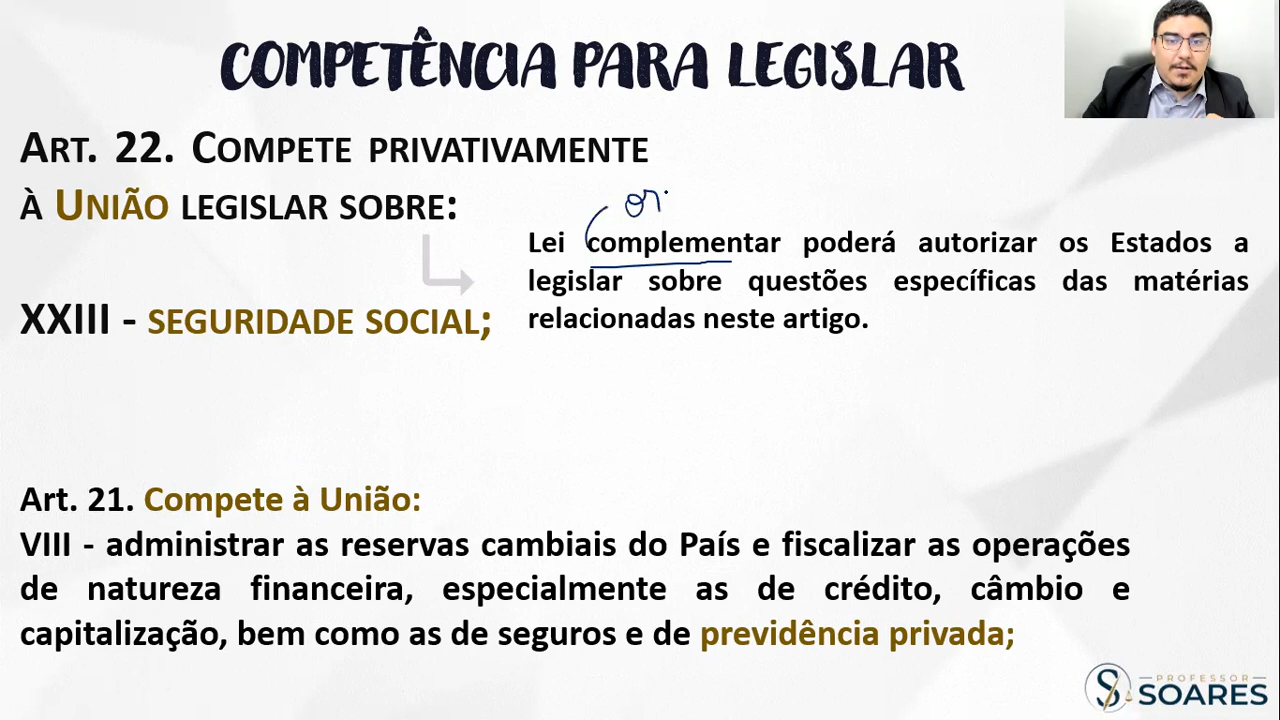 COMPETÊNCIA PARA LEGISLAR
ART. 22. COMPETE PRIVATIVAMENTE
À UNIÃO LEGISLAR SOBRE:
XXIII - SEGURIDADE SOCIAL;
Lei complementar poderá autorizar os Estados a
legislar sobre questões específicas das matérias
relacionadas neste artigo.
Art. 21. Compete à União:
VIII - administrar as reservas cambiais do País e fiscalizar as operações
de natureza financeira, especialmente as de crédito, câmbio e
capitalização, bem como as de seguros e de previdência privada;
PROFESSOR
SOARES